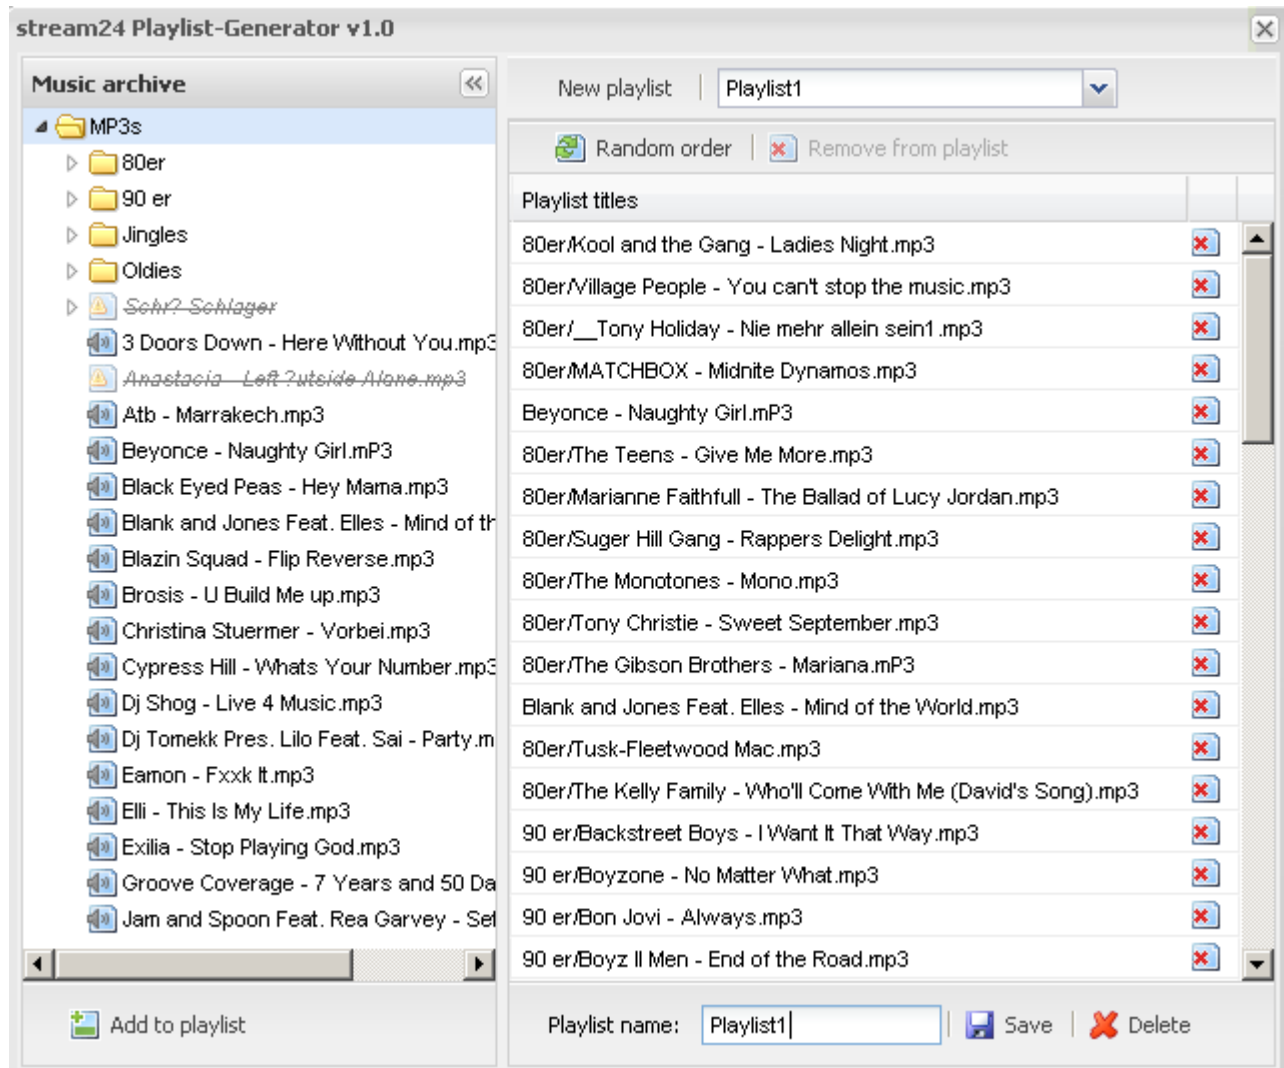 stream24 Playlist-Generator v1.0
Music archive
MP3s
80er
90 er
Jingles
Oldies
Schr? Schlager
3 Doors Down - Here Without You.mp3
Anastacia - Left ?utside Alone.mp3
Atb - Marrakech.mp3
Beyonce - Naughty Girl.mP3
Black Eyed Peas - Hey Mama.mp3
Blank and Jones Feat. Elles - Mind of th
Blazin Squad - Flip Reverse.mp3
Brosis - U Build Me up.mp3
Christina Stuermer - Vorbei.mp3
Cypress Hill - Whats Your Number.mp3
Dj Shog - Live 4 Music.mp3
Dj Tomekk Pres. Lilo Feat. Sai - Party.m
Eamon - Fxxk It.mp3
Elli - This Is My Life.mp3
Exilia - Stop Playing God.mp3
Groove Coverage - 7 Years and 50 Da
Jam and Spoon Feat. Rea Garvey - Set
Add to playlist
New playlist
Playlist1
Random order
Remove from playlist
Playlist titles
80er/Kool and the Gang - Ladies Night.mp3
80er/Village People - You can't stop the music.mp3
80er/__Tony Holiday - Nie mehr allein sein1.mp3
80er/MATCHBOX - Midnite Dynamos.mp3
Beyonce - Naughty Girl.mP3
80er/The Teens - Give Me More.mp3
80er/Marianne Faithfull - The Ballad of Lucy Jordan.mp3
80er/Suger Hill Gang - Rappers Delight.mp3
80er/The Monotones - Mono.mp3
80er/Tony Christie - Sweet September.mp3
80er/The Gibson Brothers - Mariana.mP3
Blank and Jones Feat. Elles - Mind of the World.mp3
80er/Tusk-Fleetwood Mac.mp3
80er/The Kelly Family - Who'll Come With Me (David's Song).mp3
90 er/Backstreet Boys - I Want It That Way.mp3
90 er/Boyzone - No Matter What.mp3
90 er/Bon Jovi - Always.mp3
90 er/Boyz II Men - End of the Road.mp3
Playlist name:
Playlist1
Save
Delete